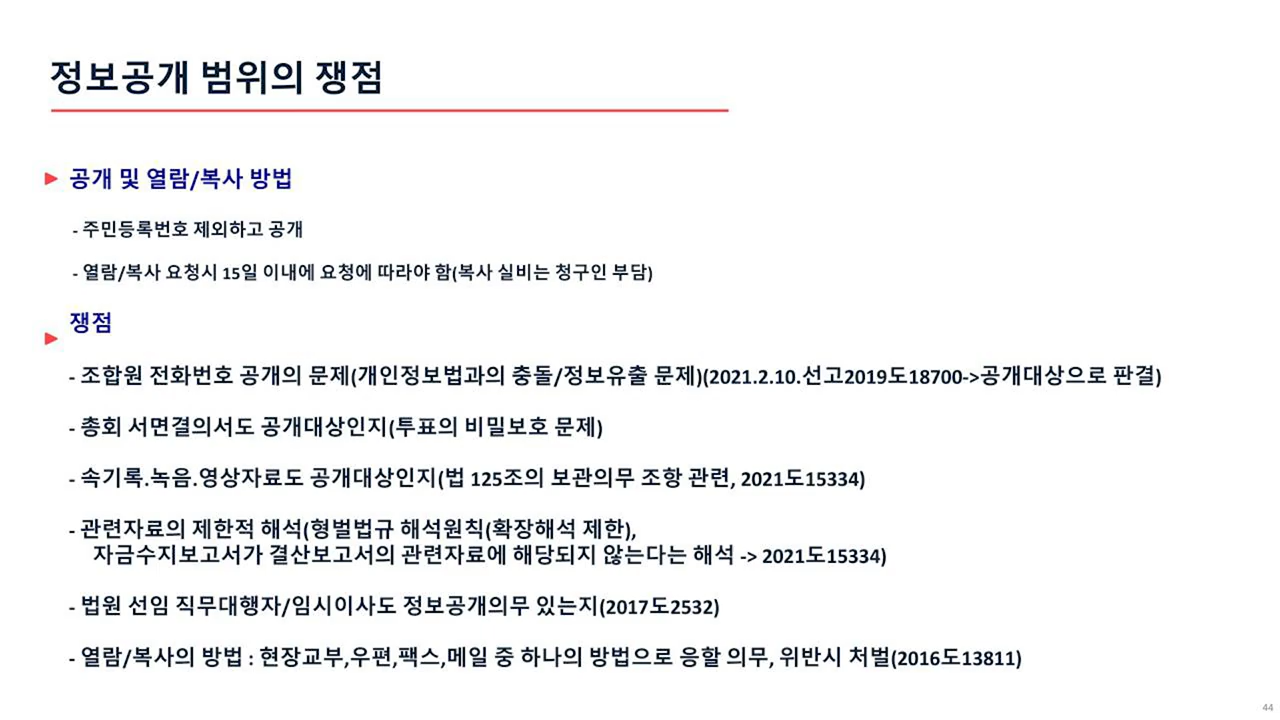 정보공개 범위의 쟁점
공개 및 열람/복사 방법
- 주민등록번호 제외하고 공개
- 열람/복사 요청시 15일 이내에 요청에 따라야 함(복사 실비는 청구인 부담)
쟁점
- 조합원 전화번호 공개의 문제(개인정보법과의 충돌/정보유출 문제)(2021.2.10.선고2019도18700->공개대상으로 판결)
- 총회 서면결의서도 공개대상인지(투표의 비밀보호 문제)
- 속기록.녹음.영상자료도 공개대상인지(법 125조의 보관의무 조항 관련, 2021도15334)
- 관련자료의 제한적 해석(형벌법규 해석원칙(확장해석 제한),
자금수지보고서가 결산보고서의 관련자료에 해당되지 않는다는 해석 -> 2021도15334)
- 법원 선임 직무대행자/임시이사도 정보공개의무 있는지(2017도2532)
- 열람/복사의 방법 : 현장교부,우편,팩스,메일 중 하나의 방법으로 응할 의무, 위반시 처벌(2016도13811)
44